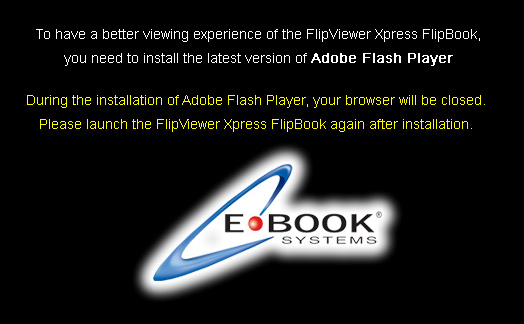 To have a better viewing experience of the FlipViewer Xpress FlipBook,
you need to install the latest version of Adobe Flash Player
During the installation of Adobe Flash Player, your browser will be closed.
Please launch the FlipViewer Xpress FlipBook again after installation.
E•BOOK®
SYSTEMS